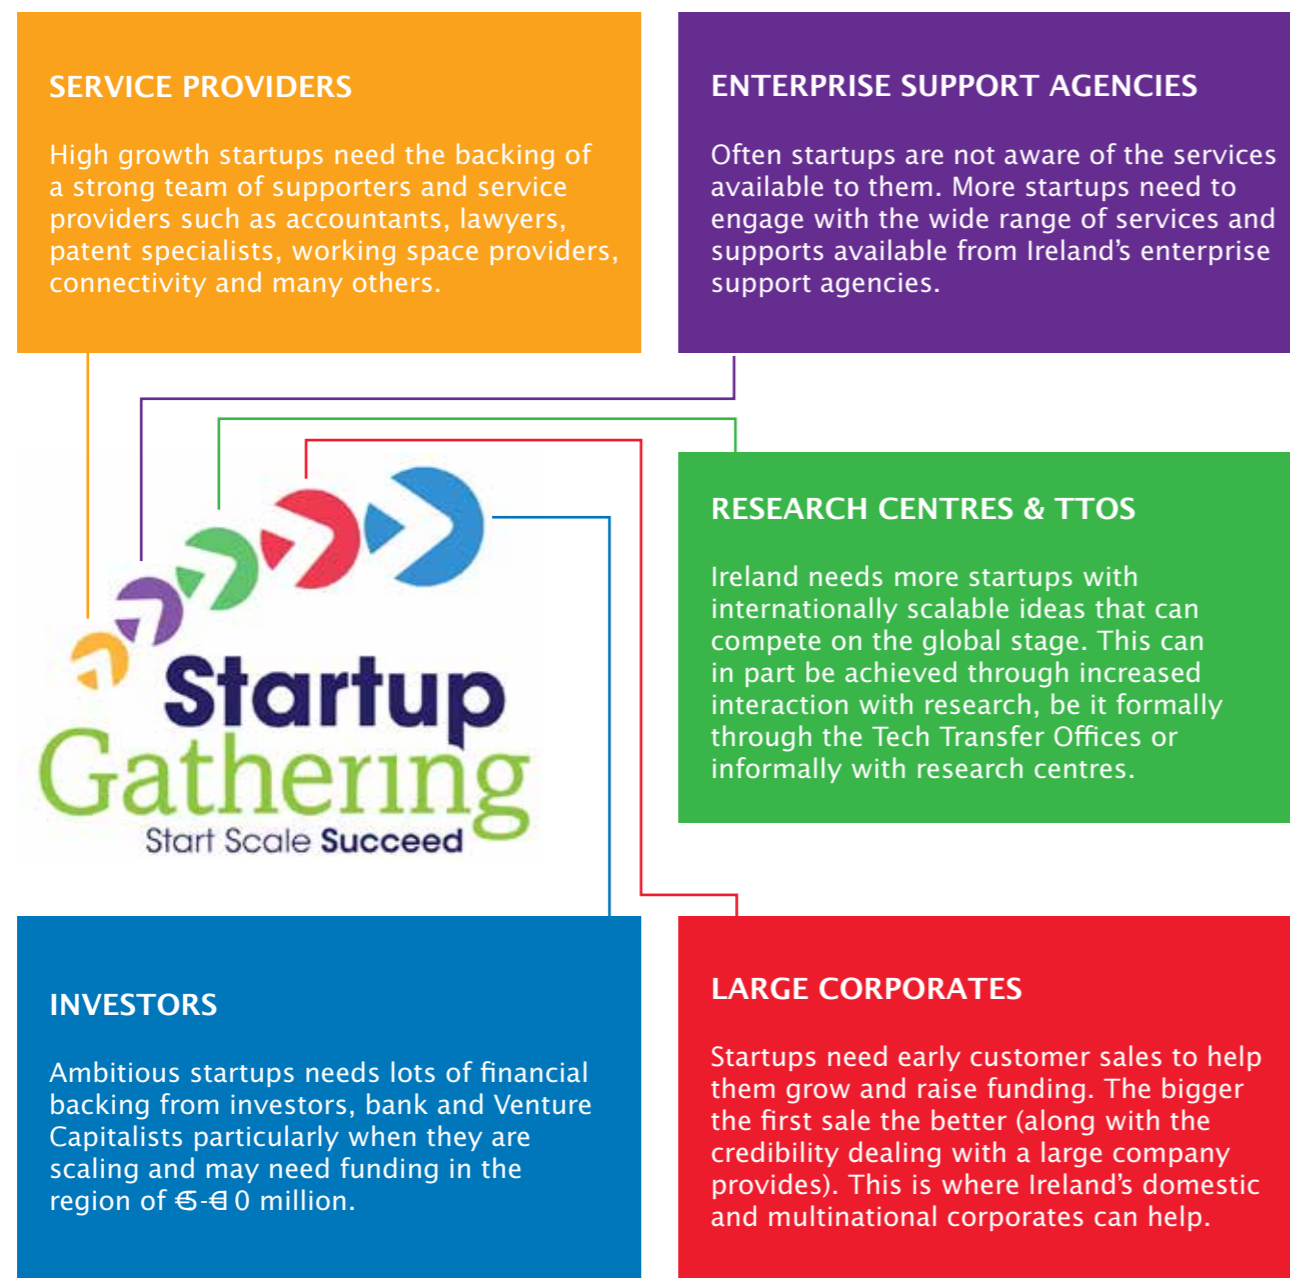 SERVICE PROVIDERS
High growth startups need the backing of
a strong team of supporters and service
providers such as accountants, lawyers,
patent specialists, working space providers,
connectivity and many others.
ENTERPRISE SUPPORT AGENCIES
Often startups are not aware of the services
available to them. More startups need to
engage with the wide range of services and
supports available from Ireland’s enterprise
support agencies.
Startup
Gathering
Start Scale Succeed
RESEARCH CENTRES & TTOS
Ireland needs more startups with
internationally scalable ideas that can
compete on the global stage. This can
in part be achieved through increased
interaction with research, be it formally
through the Tech Transfer Offices or
informally with research centres.
INVESTORS
Ambitious startups needs lots of financial
backing from investors, bank and Venture
Capitalists particularly when they are
scaling and may need funding in the
region of €5-€10 million.
LARGE CORPORATES
Startups need early customer sales to help
them grow and raise funding. The bigger
the first sale the better (along with the
credibility dealing with a large company
provides). This is where Ireland’s domestic
and multinational corporates can help.